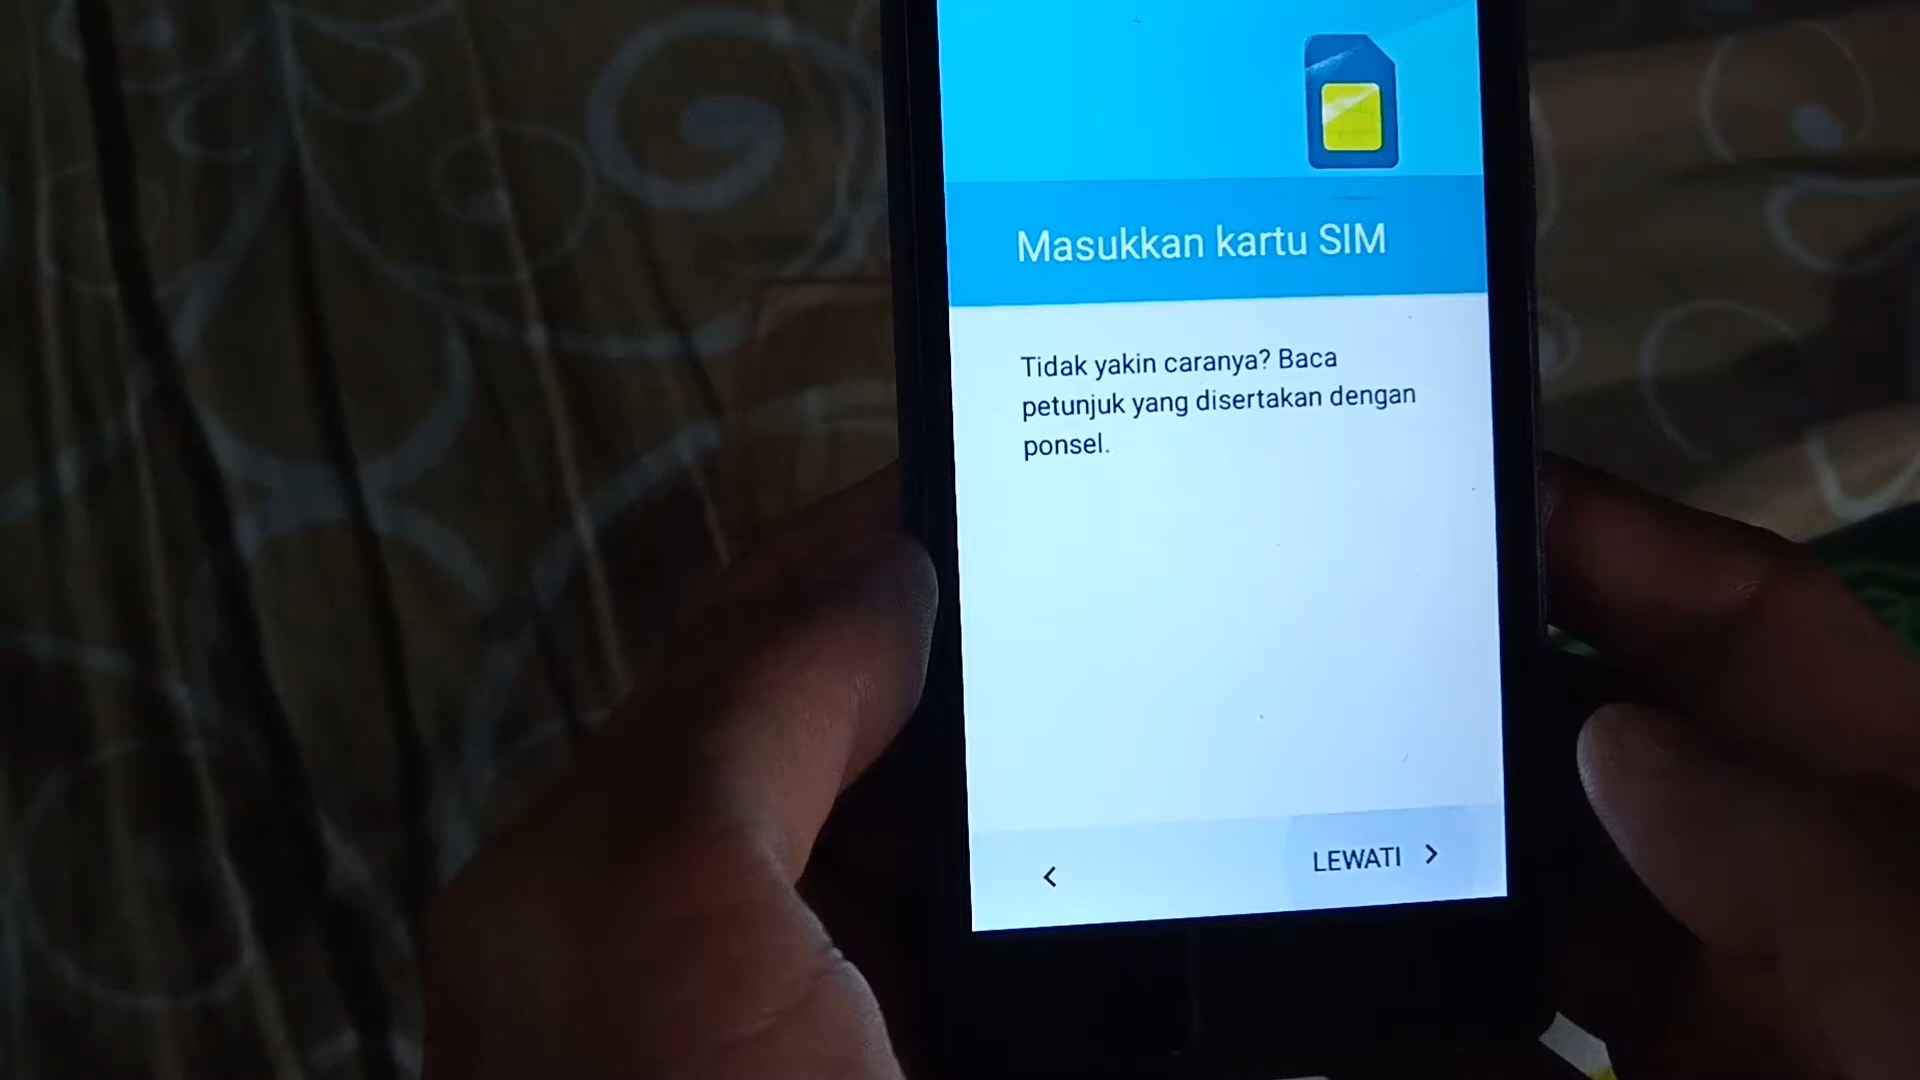 Masukkan kartu SIM
Tidak yakin caranya? Baca
petunjuk yang disertakan dengan
ponsel.
LEWATI